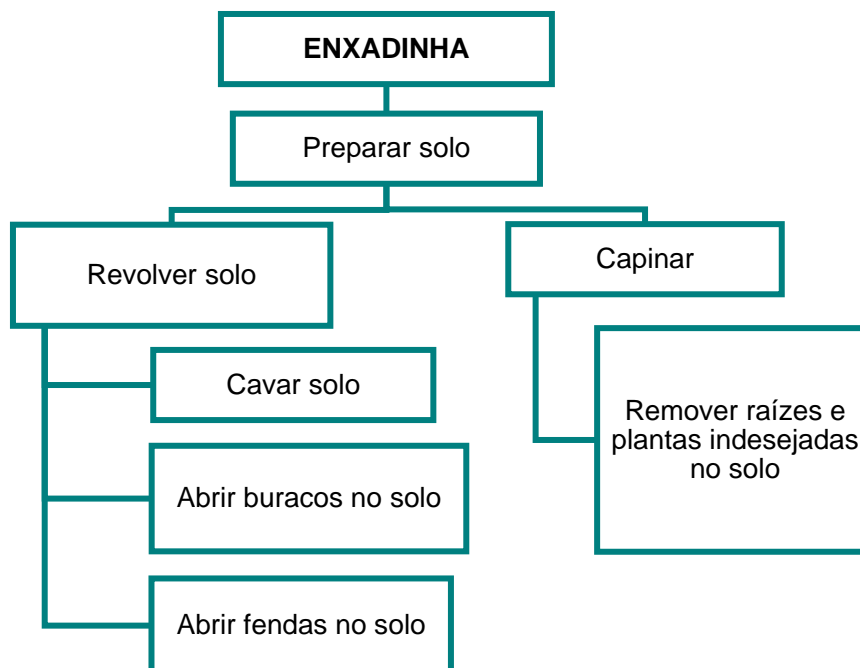 ENXADINHA
Preparar solo
Revolver solo
Capinar
Cavar solo
Remover raízes e
plantas indesejadas
no solo
Abrir buracos no solo
Abrir fendas no solo